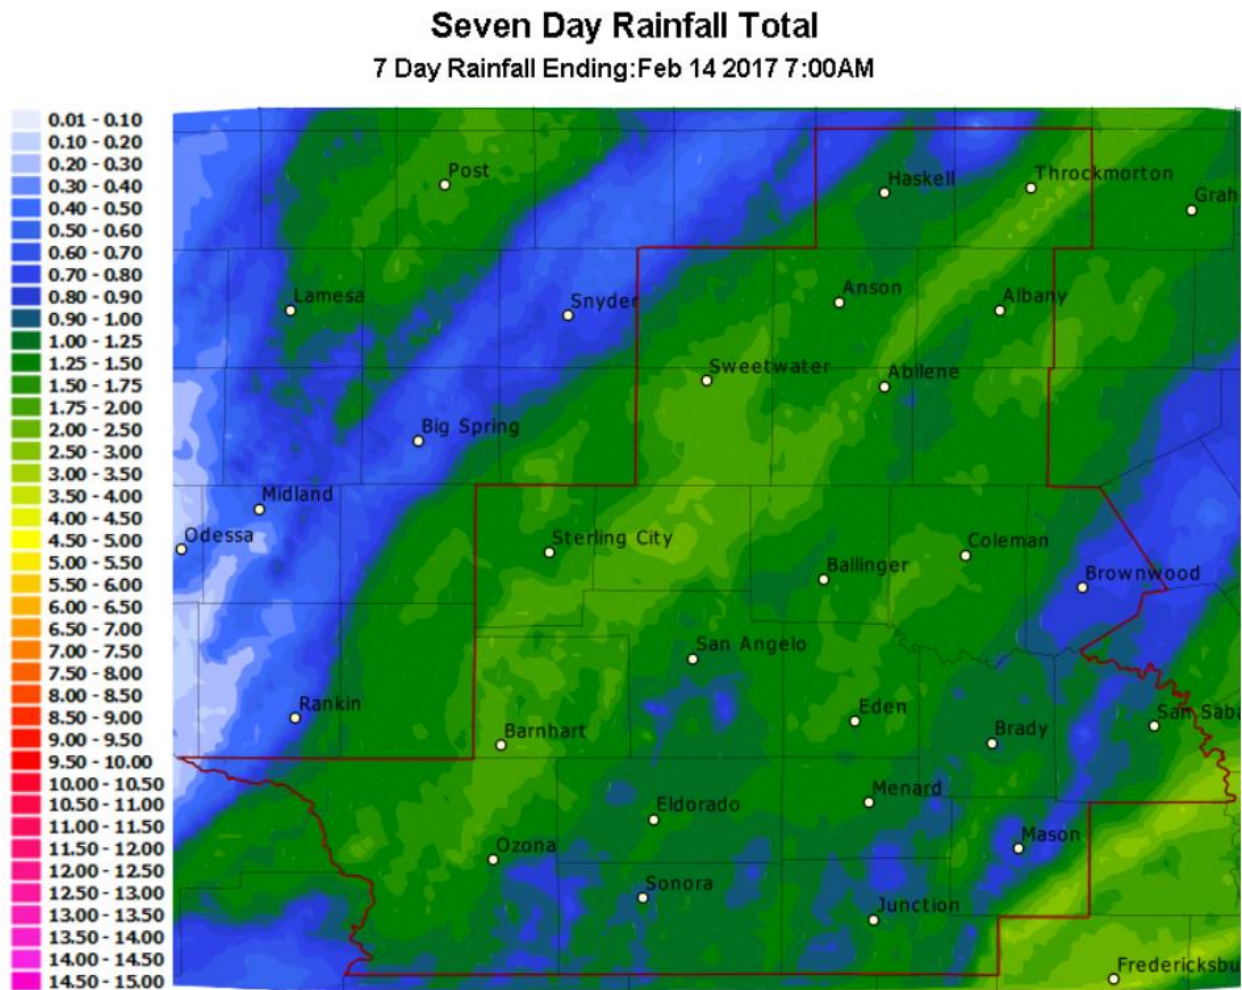 Seven Day Rainfall Total
7 Day Rainfall Ending:Feb 14 2017 7:00AM
0.01 - 0.10
0.10 - 0.20
0.20 - 0.30
0.30 - 0.40
0.40 - 0.50
0.50 - 0.60
0.60 - 0.70
0.70 - 0.80
0.80 - 0.90
0.90 - 1.00
1.00 - 1.25
1.25 - 1.50
1.50 - 1.75
1.75 - 2.00
2.00 - 2.50
2.50 - 3.00
3.00 - 3.50
3.50 - 4.00
4.00 - 4.50
4.50 - 5.00
5.00 - 5.50
5.50 - 6.00
6.00 - 6.50
6.50 - 7.00
7.00 - 7.50
7.50 - 8.00
8.00 - 8.50
8.50 - 9.00
9.00 - 9.50
9.50 - 10.00
10.00 - 10.50
10.50 - 11.00
11.00 - 11.50
11.50 - 12.00
12.00 - 12.50
12.50 - 13.00
13.00 - 13.50
13.50 - 14.00
14.00 - 14.50
14.50 - 15.00
Post
Haskell
Throckmorton
Grah
Lamesa
Snyder
Anson
Albany
Sweetwater
Abilene
Big Spring
Midland
Odessa
Sterling City
Ballinger
Coleman
Brownwood
San Angelo
Rankin
Barnhart
Eden
Brady
San Saba
Eldorado
Menard
Mason
Ozona
Sonora
Junction
Fredericksbu